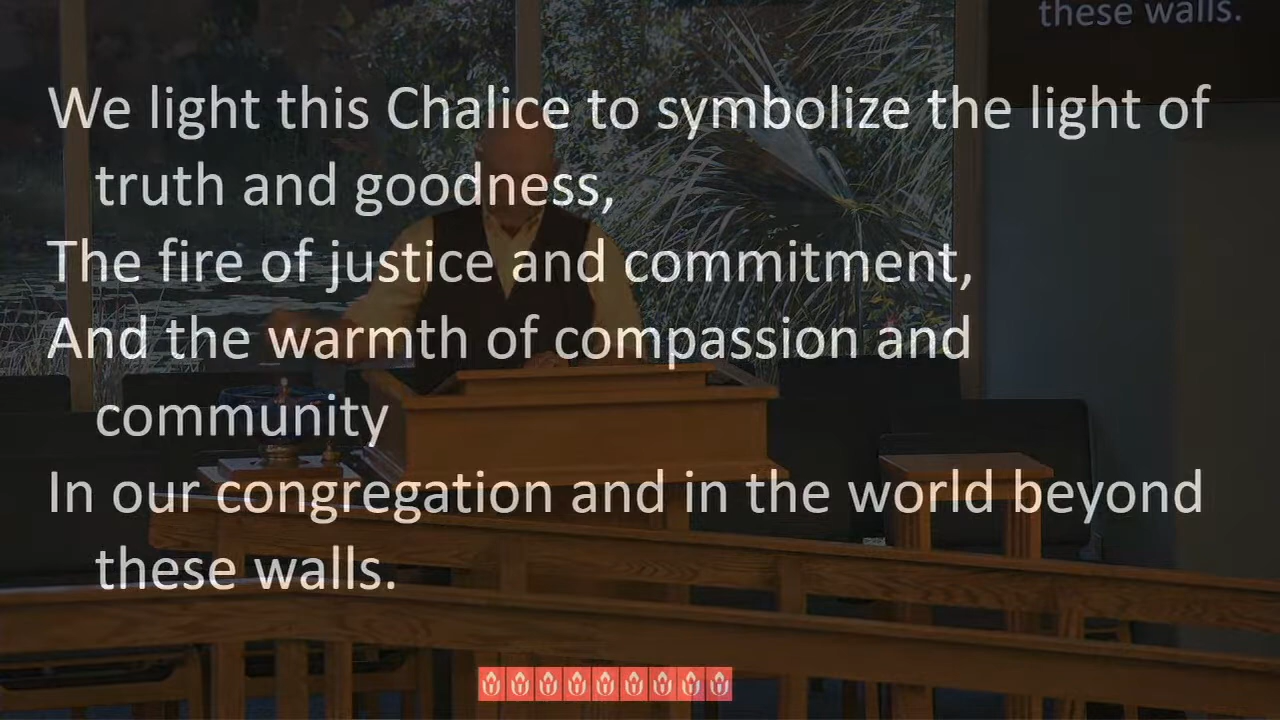 these walls.
We light this Chalice to symbolize the light of
truth and goodness,
The fire of justice and commitment,
And the warmth of compassion and
community
In our congregation and in the world beyond
these walls.